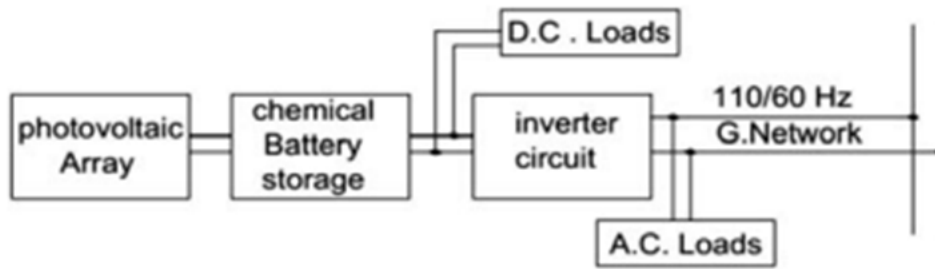 D.C . Loads
photovoltaic
Array
chemical
Battery
storage
inverter
circuit
110/60 Hz
G.Network
A.C. Loads